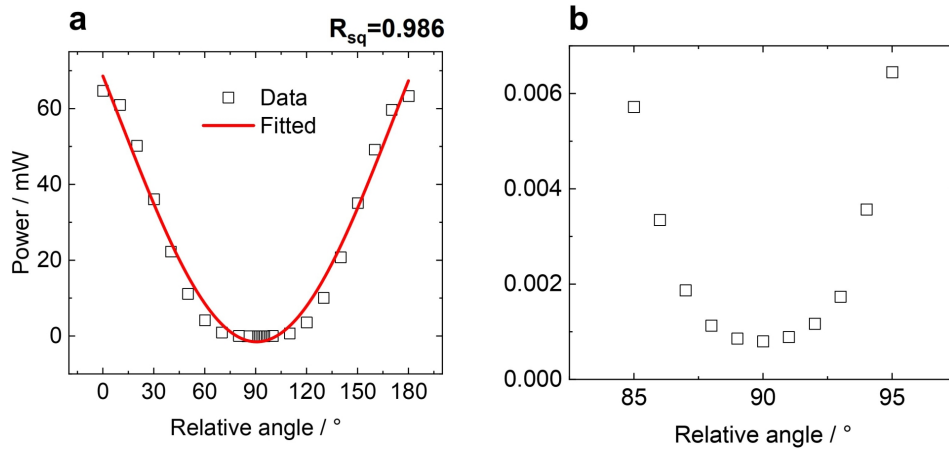 a
R_sq=0.986
Data
Fitted
Power / mW
60
40
20
0
0 30 60 90 120 150 180
Relative angle / °
b
0.006
0.004
0.002
0.000
85 90 95
Relative angle / °